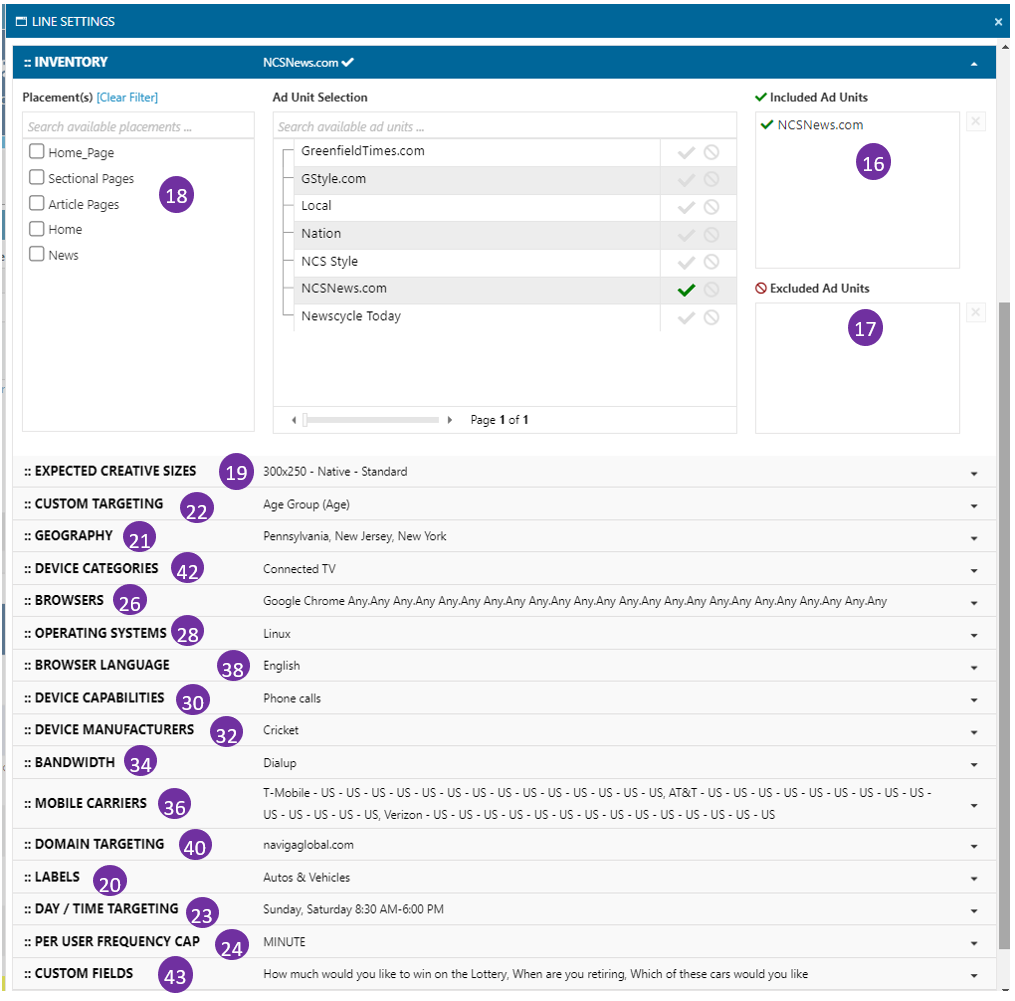 LINE SETTINGS ×
:: INVENTORY NCSNews.com
Placement(s) [Clear Filter] Ad Unit Selection Included Ad Units
Search available placements ... Search available ad units ... NCSNews.com
Home_Page GreenfieldTimes.com
Sectional Pages GStyle.com 16
18
Article Pages Local
Home Nation
News NCS Style
NCSNews.com Excluded Ad Units
Newscycle Today 17
Page 1 of 1
:: EXPECTED CREATIVE SIZES 19 300x250 - Native - Standard
:: CUSTOM TARGETING 22 Age Group (Age)
:: GEOGRAPHY 21 Pennsylvania, New Jersey, New York
:: DEVICE CATEGORIES 42 Connected TV
:: BROWSERS 26 Google Chrome Any.Any Any.Any Any.Any Any.Any Any.Any Any.Any Any.Any Any.Any Any.Any Any.Any Any.Any Any.Any
:: OPERATING SYSTEMS 28 Linux
:: BROWSER LANGUAGE 38 English
:: DEVICE CAPABILITIES 30 Phone calls
:: DEVICE MANUFACTURERS 32 Cricket
:: BANDWIDTH 34 Dialup
:: MOBILE CARRIERS 36 T-Mobile - US - US - US - US - US - US - US - US - US - US - US - US - US - US, AT&T - US - US - US - US - US - US - US - US - US -
US - US - US - US - US, Verizon - US - US - US - US - US - US - US - US - US - US - US - US - US - US
:: DOMAIN TARGETING 40 navigaglobal.com
:: LABELS 20 Autos & Vehicles
:: DAY / TIME TARGETING 23 Sunday, Saturday 8:30 AM-6:00 PM
:: PER USER FREQUENCY CAP 24 MINUTE
:: CUSTOM FIELDS 43 How much would you like to win on the Lottery, When are you retiring, Which of these cars would you like